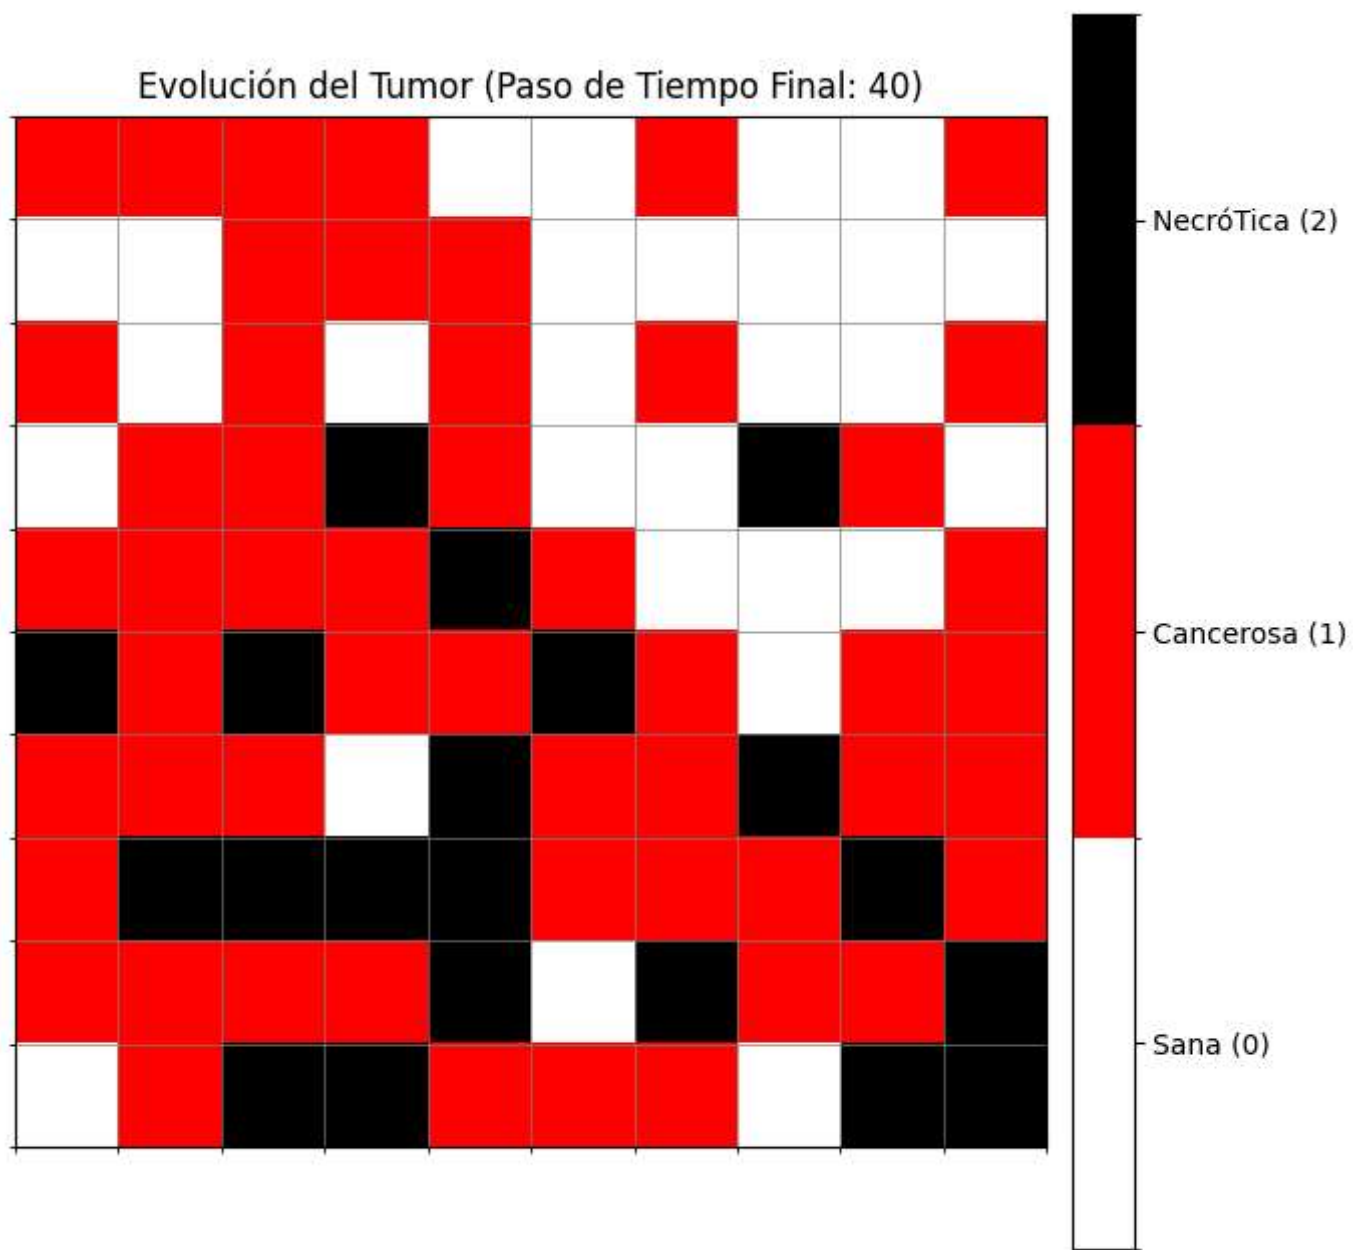 Evolución del Tumor (Paso de Tiempo Final: 40)
NecróTica (2)
Cancerosa (1)
Sana (0)